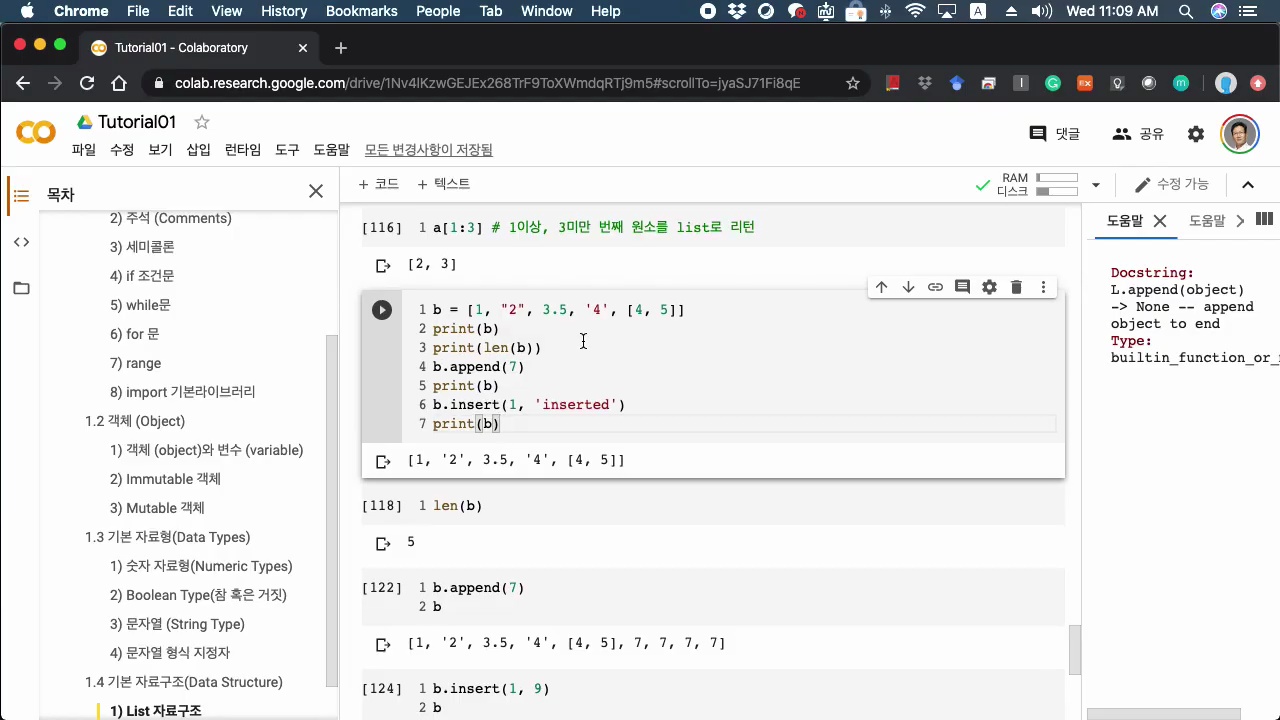 Chrome File Edit View History Bookmarks People Tab Window Help A Wed 11:09 AM
Tutorial01 - Colaboratory
colab.research.google.com/drive/1Nv4lKzwGEJEx268TrF9ToXWmdqRTj9m5#scrollTo=jyaSJ71Fi8qE
CO Tutorial01
댓글 공유
파일 수정 보기 삽입 런타임 도구 도움말 모든 변경사항이 저장됨
목차
+ 코드 + 텍스트
RAM
디스크
수정 가능
2) 주석 (Comments)
3) 세미콜론
4) if 조건문
5) while문
6) for 문
7) range
8) import 기본라이브러리
1.2 객체 (Object)
1) 객체 (object)와 변수 (variable)
2) Immutable 객체
3) Mutable 객체
1.3 기본 자료형(Data Types)
1) 숫자 자료형(Numeric Types)
2) Boolean Type(참 혹은 거짓)
3) 문자열 (String Type)
4) 문자열 형식 지정자
1.4 기본 자료구조(Data Structure)
1) List 자료구조
[116] 1 a[1:3] # 1이상, 3미만 번째 원소를 list로 리턴
[2, 3]
1 b = [1, "2", 3.5, '4', [4, 5]]
2 print(b)
3 print(len(b))
4 b.append(7)
5 print(b)
6 b.insert(1, 'inserted')
7 print(b)
[1, '2', 3.5, '4', [4, 5]]
[118] 1 len(b)
5
[122] 1 b.append(7)
2 b
[1, '2', 3.5, '4', [4, 5], 7, 7, 7, 7]
[124] 1 b.insert(1, 9)
2 b
도움말 도움말
Docstring:
L.append(object)
-> None -- append
object to end
Type:
builtin_function_or_